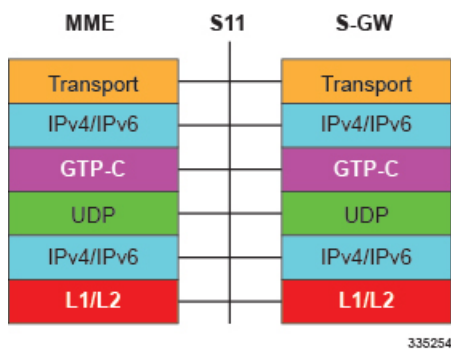 MME S11 S-GW
Transport Transport
IPv4/IPv6 IPv4/IPv6
GTP-C GTP-C
UDP UDP
IPv4/IPv6 IPv4/IPv6
L1/L2 L1/L2
335254